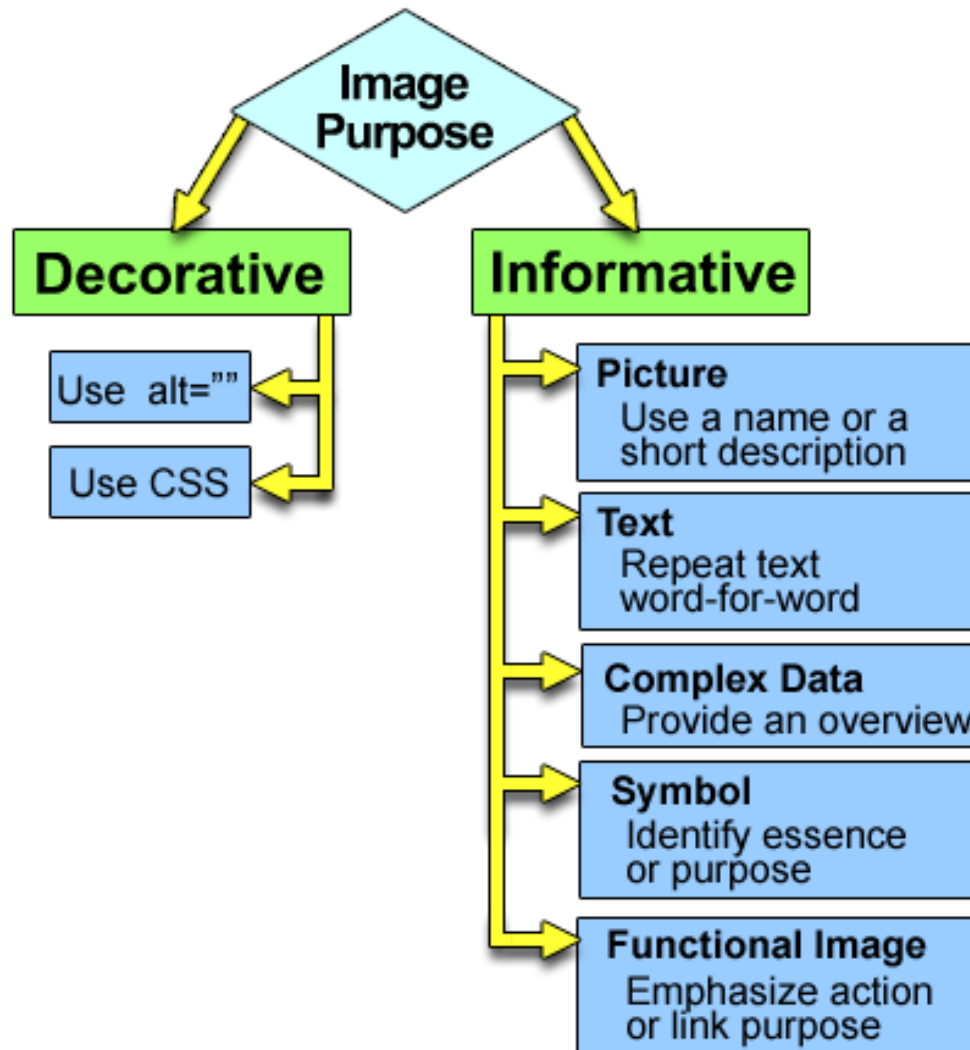 Image
Purpose
Decorative
Use alt=””
Use CSS
Informative
Picture
Use a name or a
short description
Text
Repeat text
word-for-word
Complex Data
Provide an overview
Symbol
Identify essence
or purpose
Functional Image
Emphasize action
or link purpose